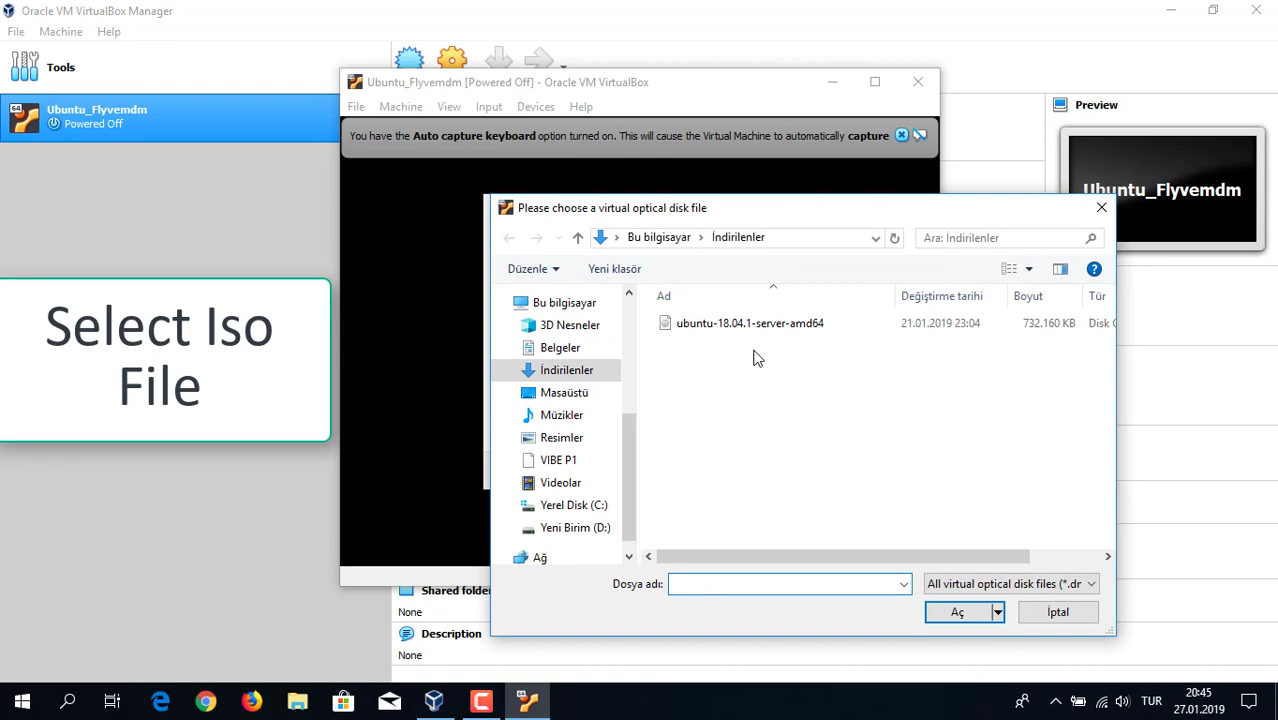 Oracle VM VirtualBox Manager
File Machine Help
Tools
Ubuntu_Flyvemdm
Powered Off
64
Ubuntu_Flyvemdm [Powered Off] - Oracle VM VirtualBox
File Machine View Input Devices Help
You have the Auto capture keyboard option turned on. This will cause the Virtual Machine to automatically capture
Preview
Ubuntu_Flyvemdm
Select Iso
File
Please choose a virtual optical disk file
Bu bilgisayar › İndirilenler
Ara: İndirilenler
Düzenle Yeni klasör
Ad Değiştirme tarihi Boyut Tür
ubuntu-18.04.1-server-amd64 21.01.2019 23:04 732.160 KB Disk
Bu bilgisayar
3D Nesneler
Belgeler
İndirilenler
Masaüstü
Müzikler
Resimler
VIBE P1
Videolar
Yerel Disk (C:)
Yeni Birim (D:)
Ağ
Dosya adı:
All virtual optical disk files (*.dr
Aç İptal
Shared folder
None
Description
None
TUR
20:45
27.01.2019